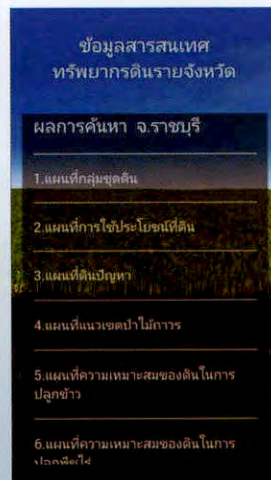 ข้อมูลสารสนเทศ
ทรัพยากรดินรายจังหวัด
ผลการค้นหา จ.ราชบุรี
1.แผนที่กลุ่มชุดดิน
2.แผนที่การใช้ประโยชน์ที่ดิน
3.แผนที่ดินปัญหา
4.แผนที่แนวเขตป่าไม้ถาวร
5.แผนที่ความเหมาะสมของดินในการ
ปลูกข้าว
6.แผนที่ความเหมาะสมของดินในการ
ปลูกพืชไร่